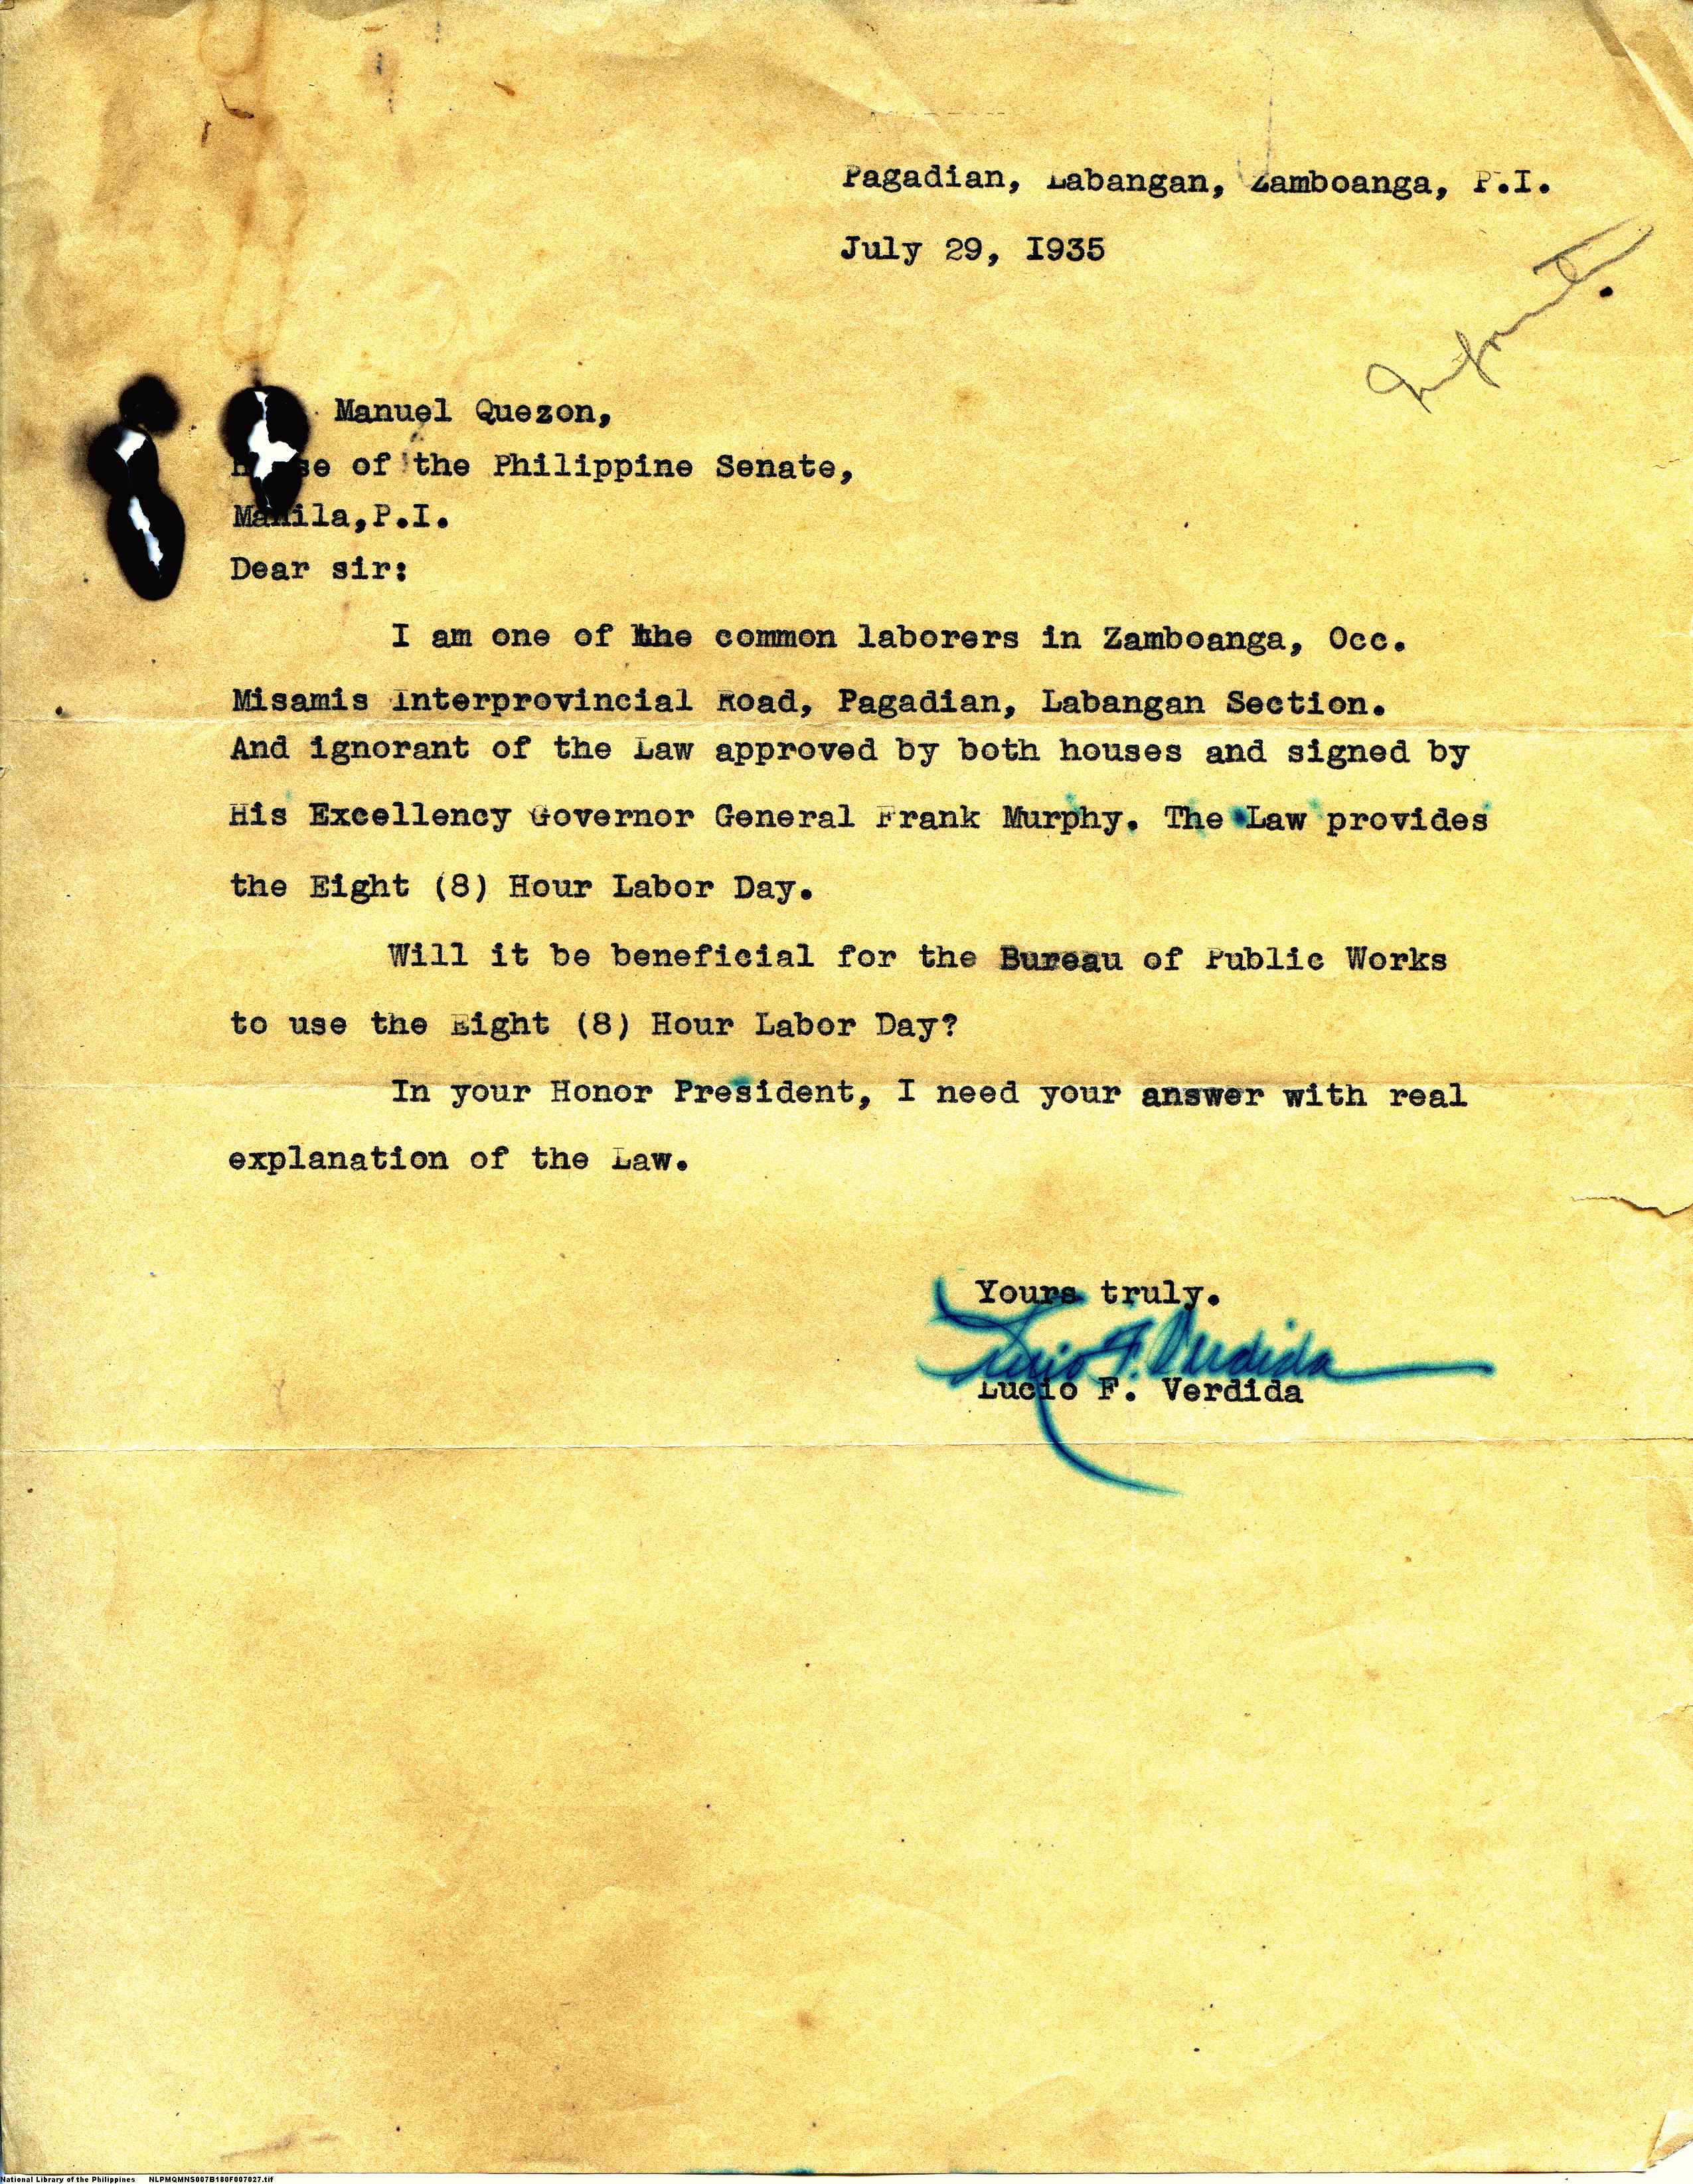 Pagadian, Labangan, Zamboanga, P.I.
July 29, I935
Manuel Quezon,
of the Philippine Senate,
Manila,P.I.
Dear sir:
I am one of the common laborers in Zamboanga, Occ.
Misamis Interprovincial Road, Pagadian, Labangan Section.
And ignorant of the Law approved by both houses and signed by
His Excellency Governor General Frank Murphy. The Law provides
the Eight (8) Hour Labor Day.
Will it be beneficial for the Bureau of Public Works
to use the Eight (8) Hour Labor Day?
In your Honor President, I need your answer with real
explanation of the Law.
Yours truly.
Lucio F. Verdida
Lucio F. Verdida
National Library of the Philippines NLPMQMNS007B180F007027.tif